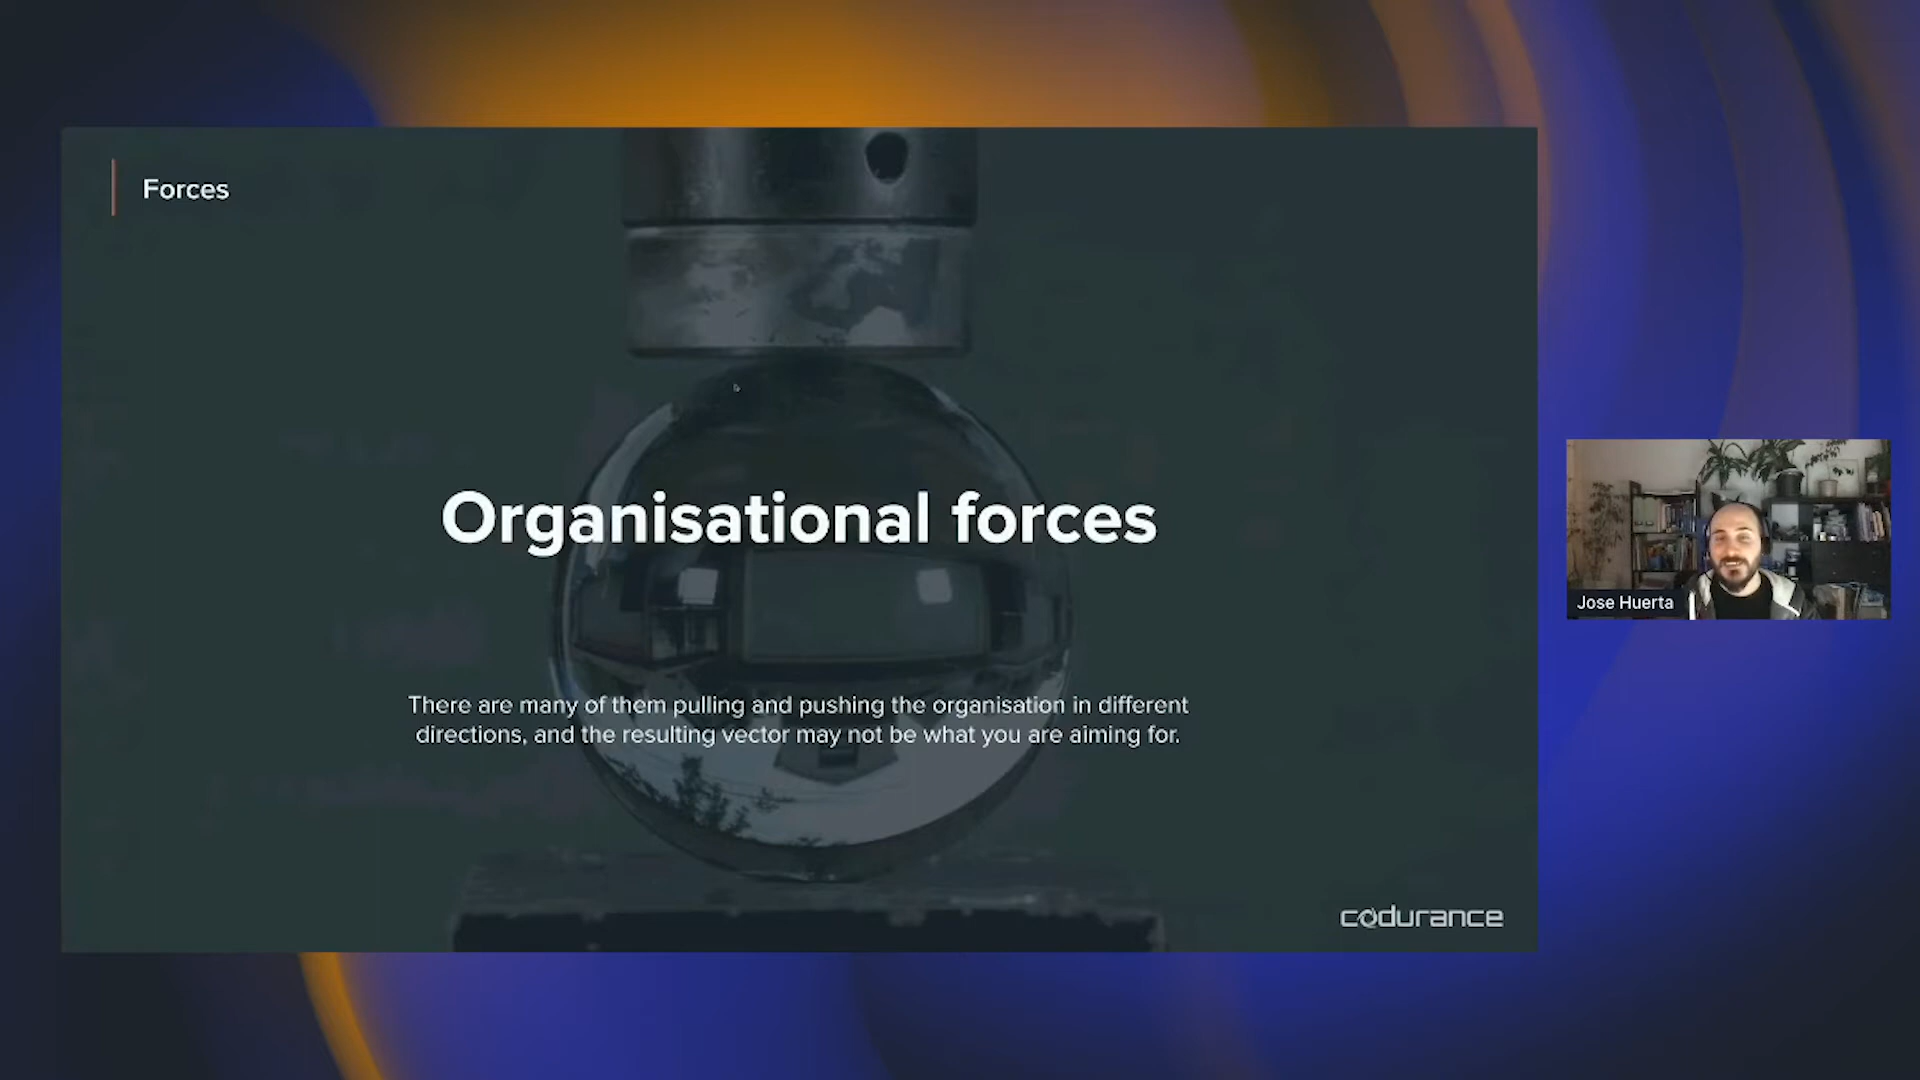 Forces
Organisational forces
There are many of them pulling and pushing the organisation in different
directions, and the resulting vector may not be what you are aiming for.
codurance
Jose Huerta